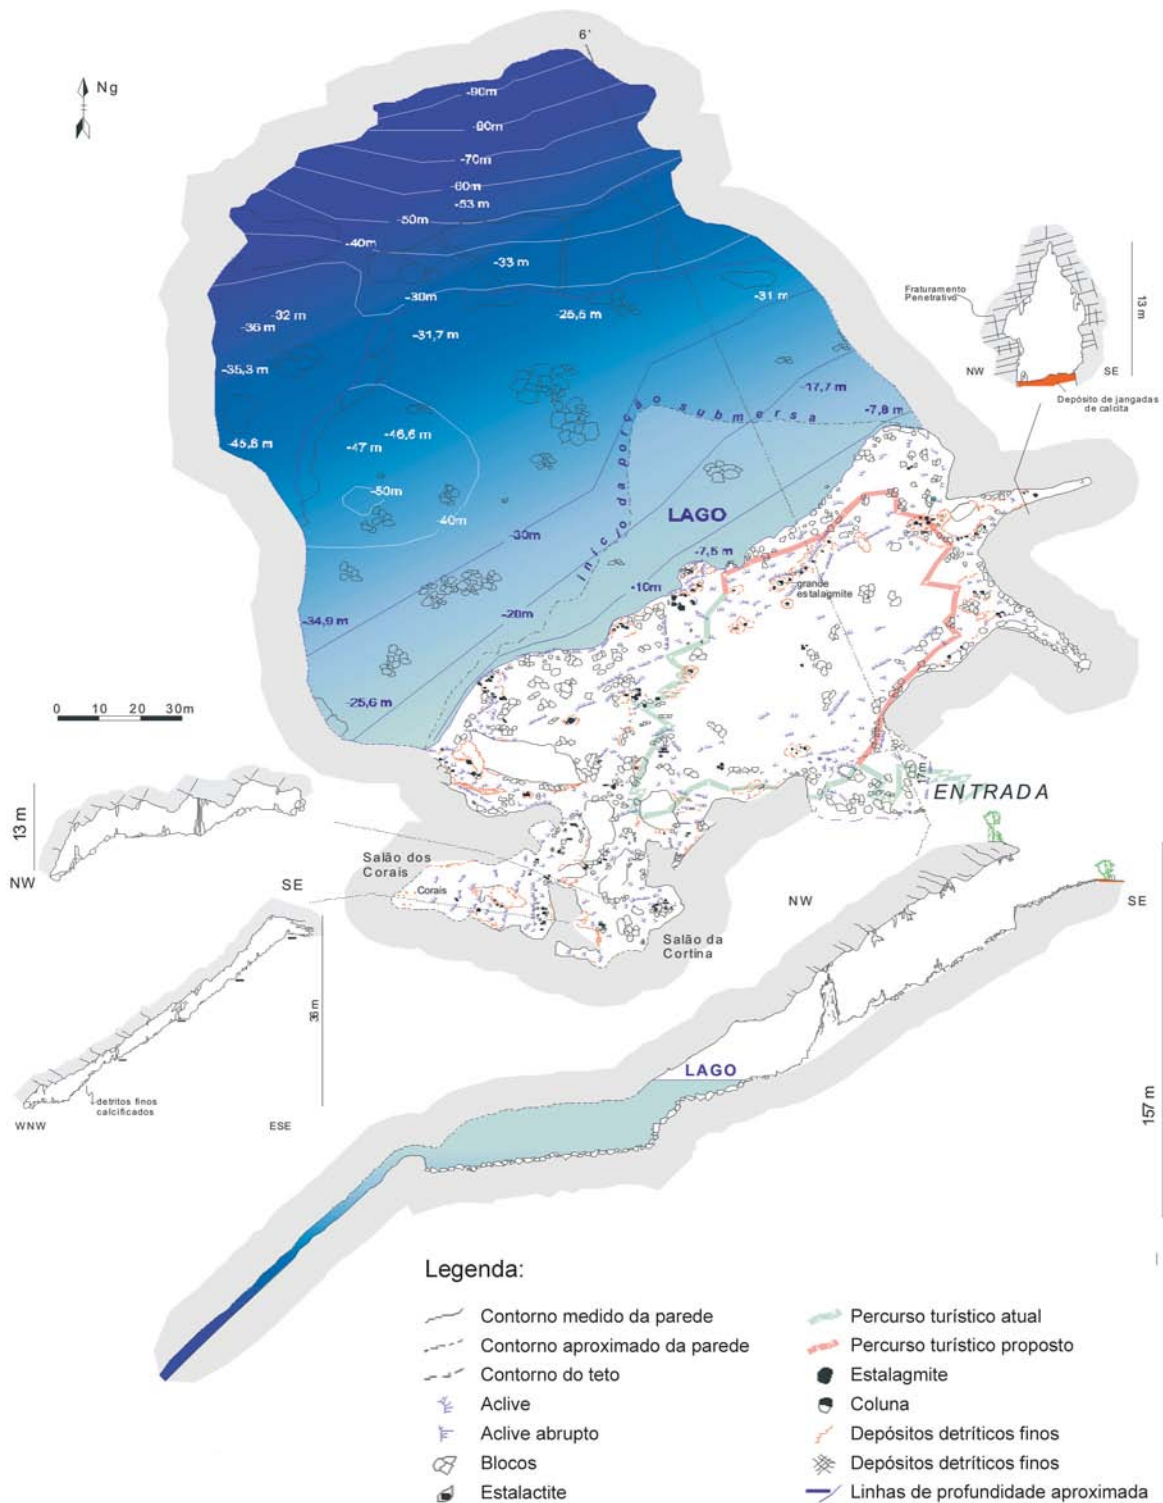 6'
Ng
-90m
-80m
-70m
-60m
-53 m
-50m
-40m
-33 m
-30m
-31 m
-32 m
-36 m
-26,5 m
-31,7 m
-35,3 m
-17,7 m
-7,8 m
-46,6 m
-45,8 m
-47 m
-50m
-40m
início da porção submersa
LAGO
-30m
-7,5 m
-10m
-20m
-34,9 m
-25,6 m
grande
estalagmite
Fraturamento
Penetrativo
13 m
NW
SE
Depósito de jangadas
de calcita
0 10 20 30m
17m
ENTRADA
13 m
NW
SE
Salão dos
Corais
Corais
Salão da
Cortina
NW
SE
36 m
detritos finos
calcificados
WNW
ESE
LAGO
157 m
Legenda:
Contorno medido da parede
Contorno aproximado da parede
Contorno do teto
Aclive
Aclive abrupto
Blocos
Estalactite
Percurso turístico atual
Percurso turístico proposto
Estalagmite
Coluna
Depósitos detríticos finos
Depósitos detríticos finos
Linhas de profundidade aproximada